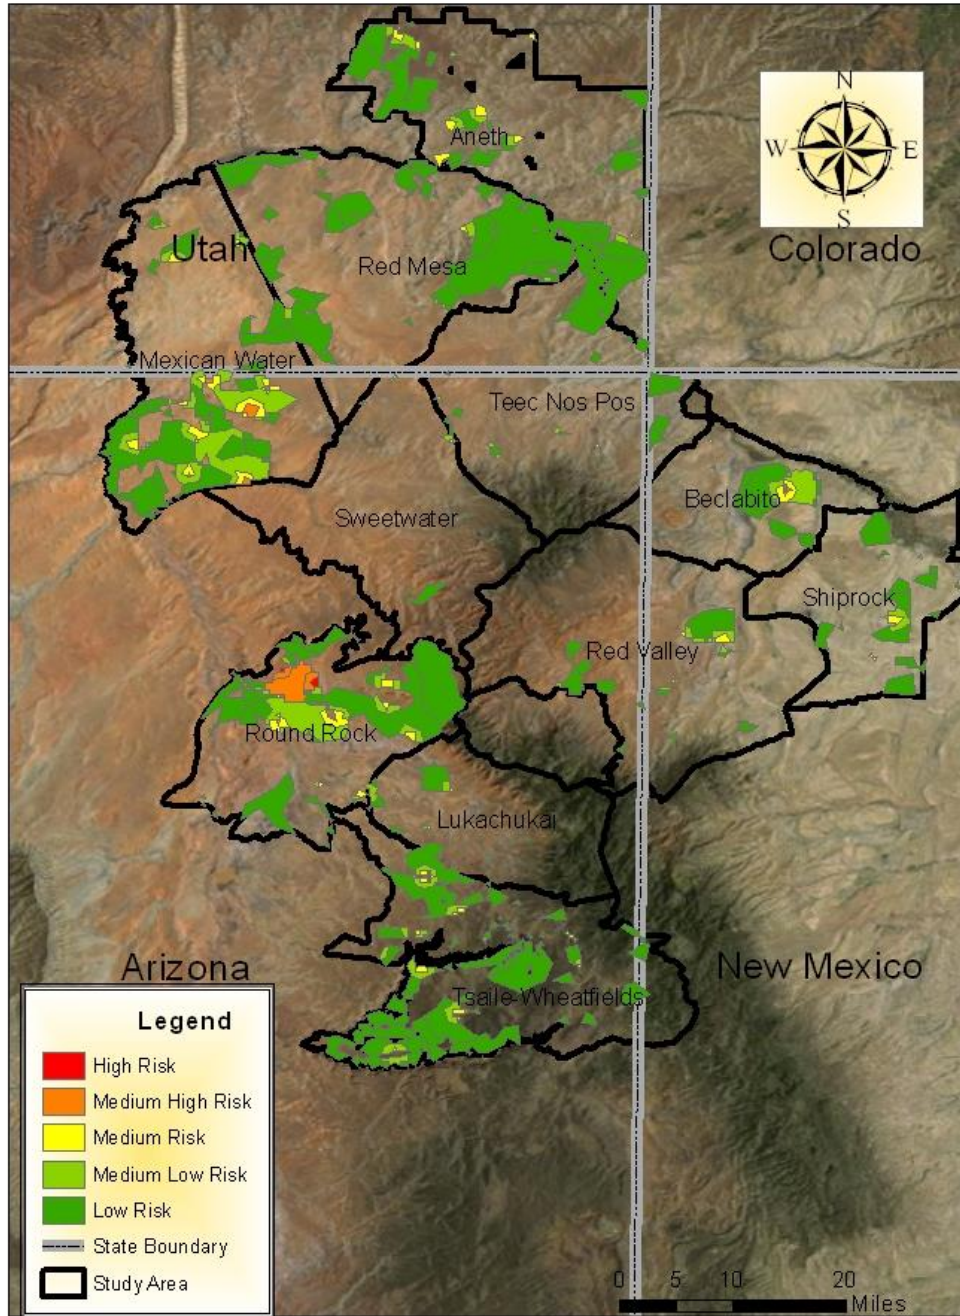 N
W E
S
Aneth
Utah
Colorado
Red Mesa
Mexican Water
Teec Nos Pos
Beclabito
Sweetwater
Shiprock
Red Valley
Round Rock
Lukachukai
Arizona
New Mexico
Tsaile-Wheatfields
Legend
High Risk
Medium High Risk
Medium Risk
Medium Low Risk
Low Risk
State Boundary
Study Area
0 5 10 20
Miles